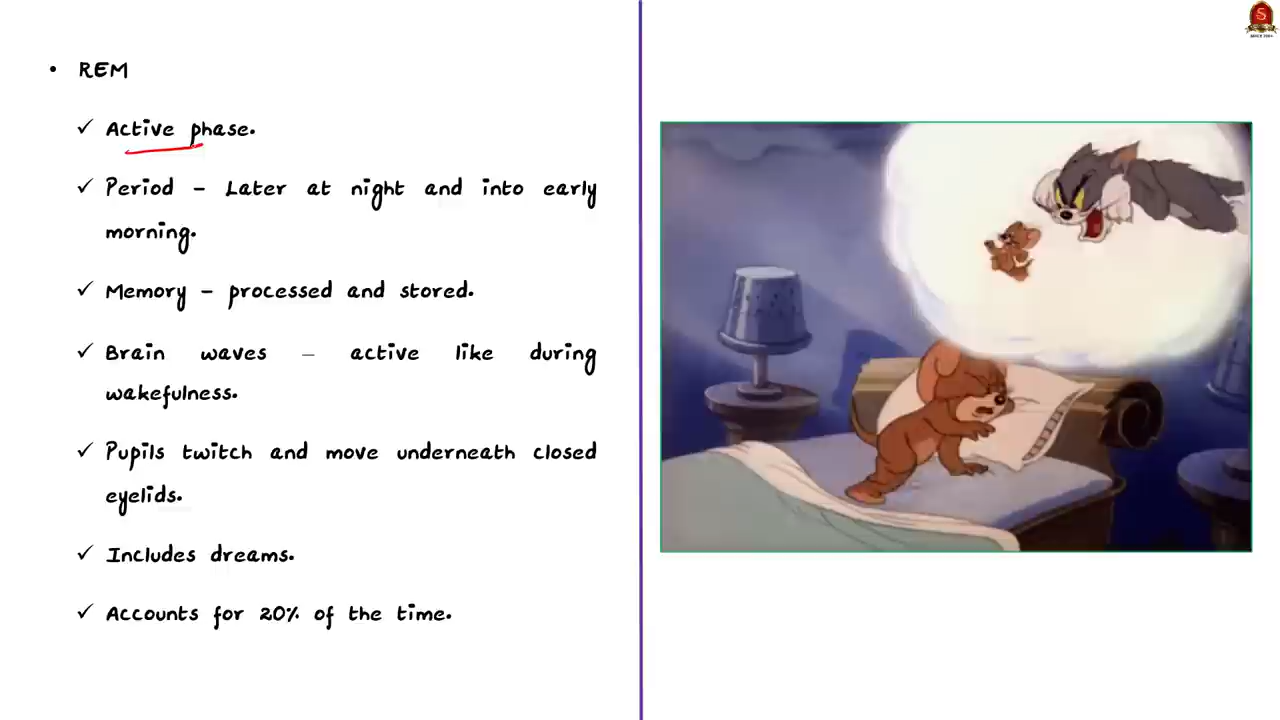 • REM
✓ Active phase.
✓ Period – Later at night and into early
morning.
✓ Memory – processed and stored.
✓ Brain waves – active like during
wakefulness.
✓ Pupils twitch and move underneath closed
eyelids.
✓ Includes dreams.
✓ Accounts for 20% of the time.